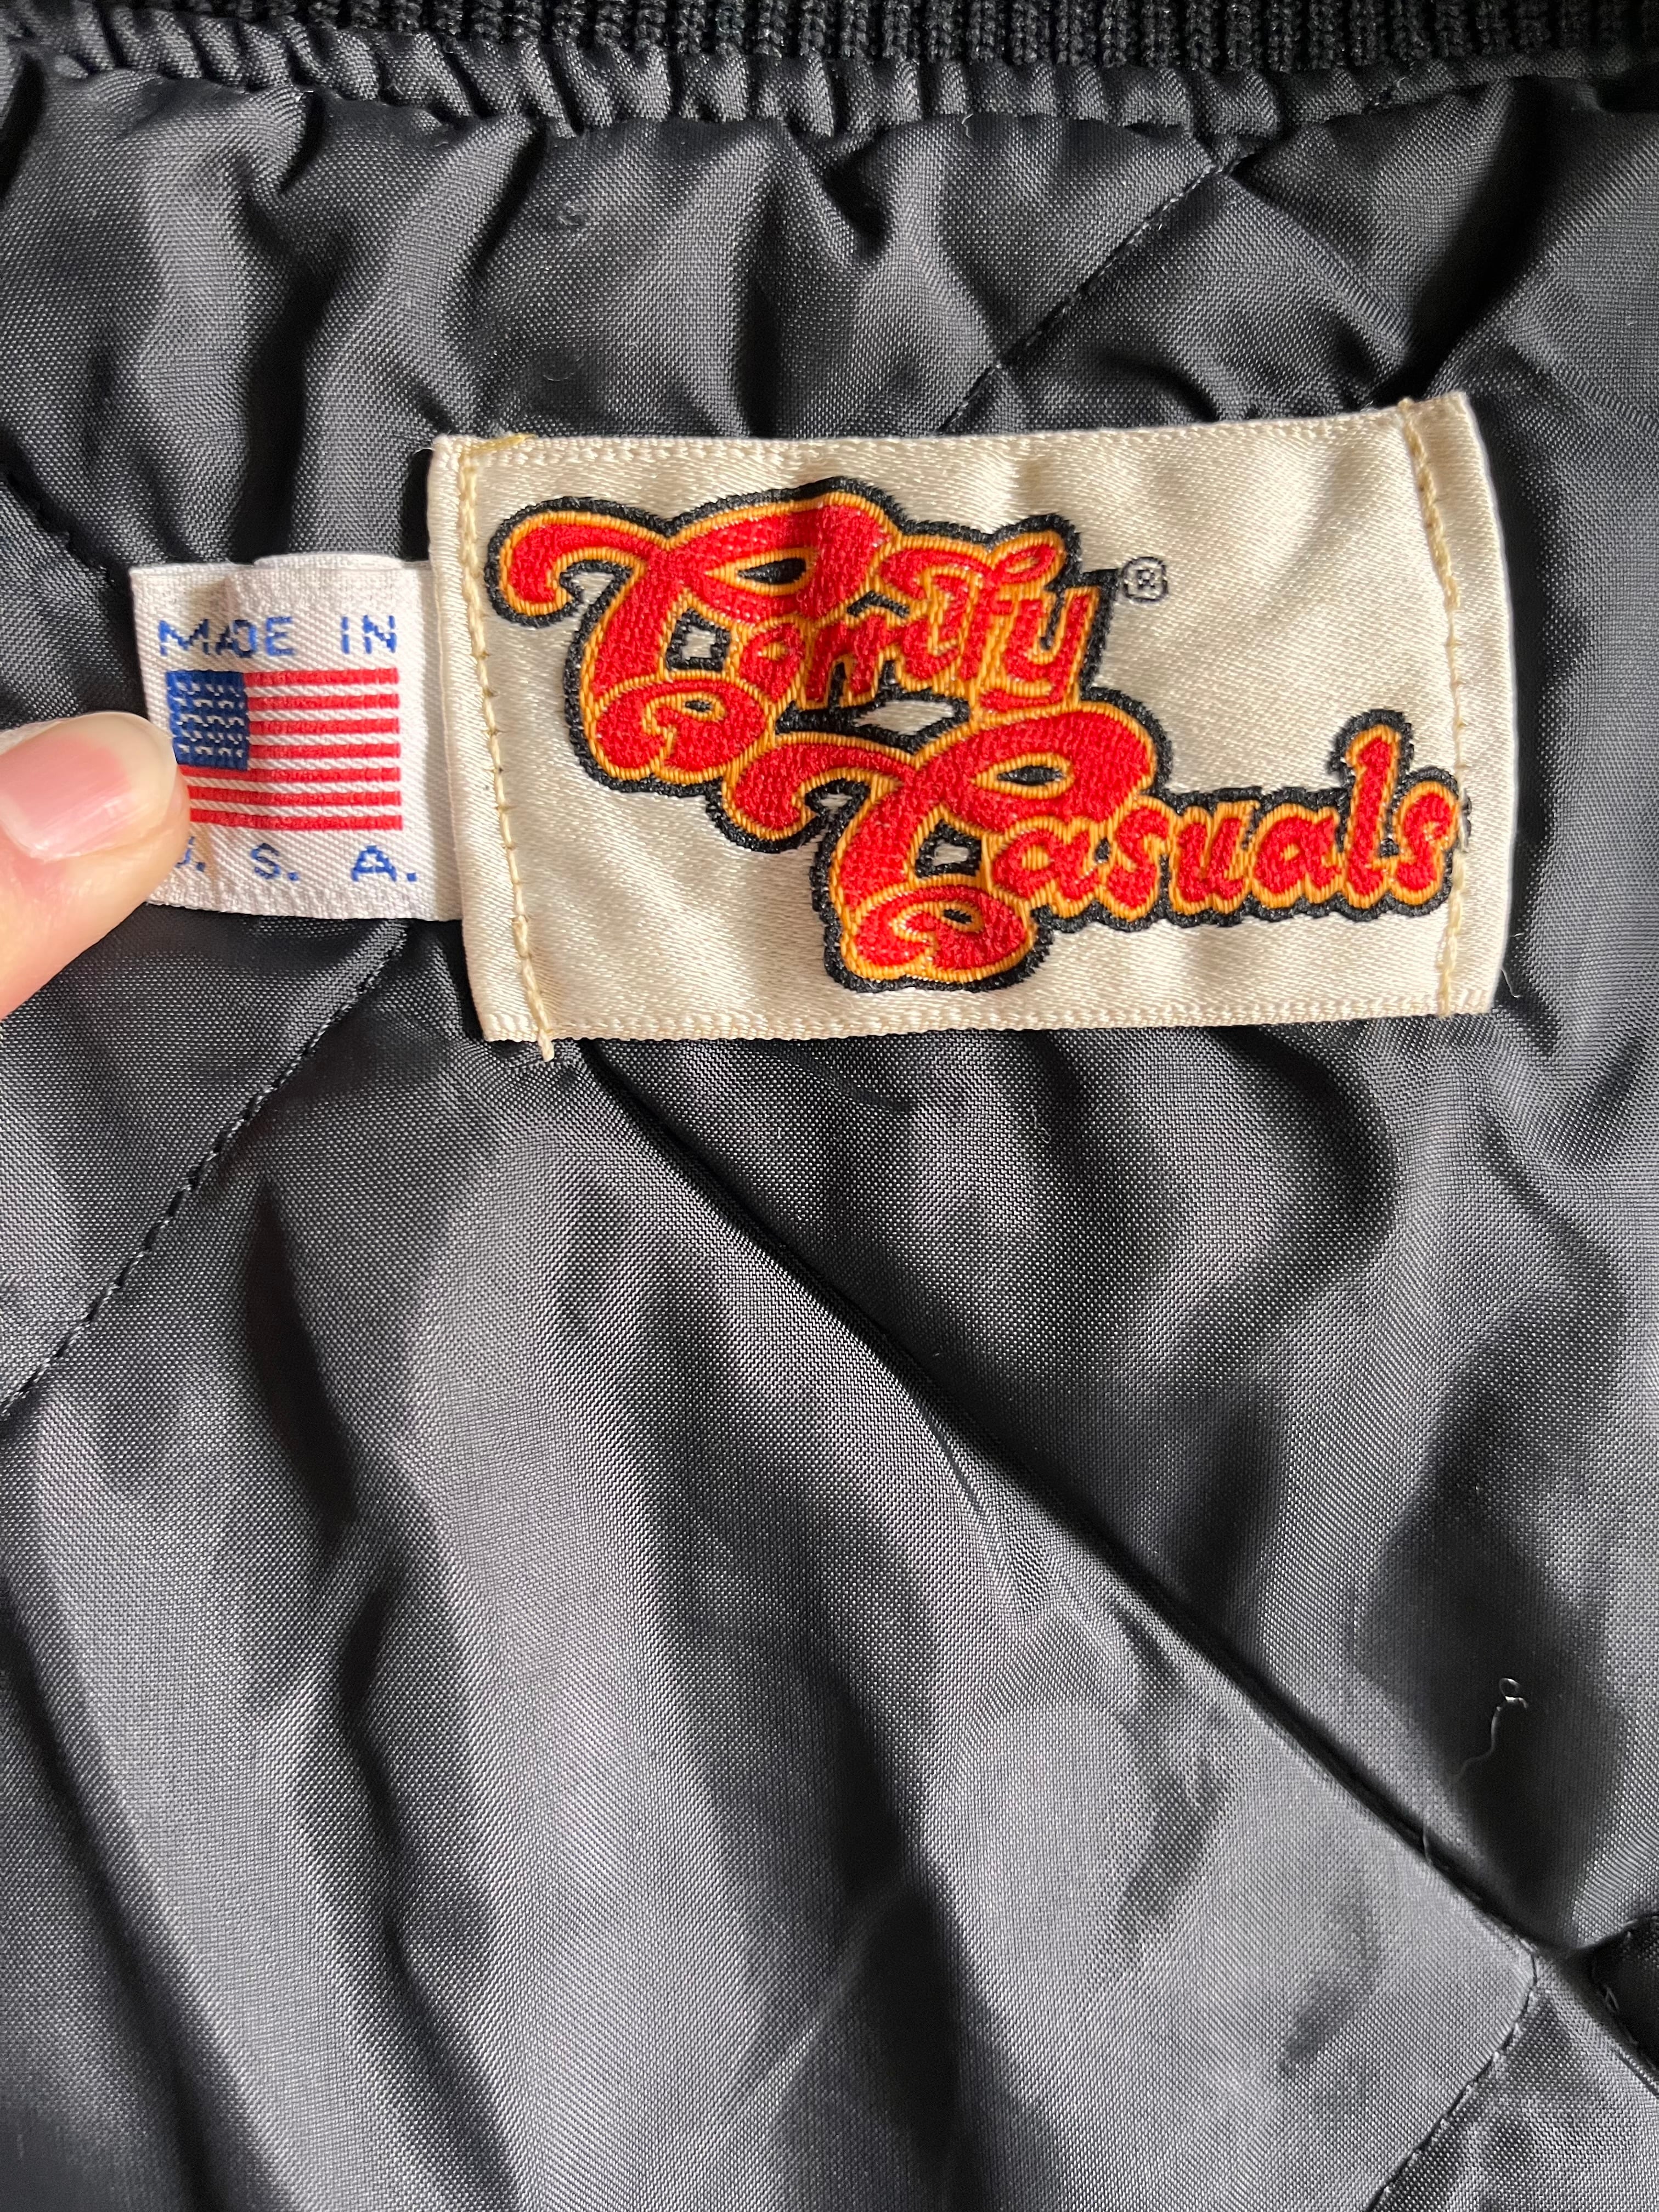 MADE IN
U. S. A.
Comfy ®
Casuals